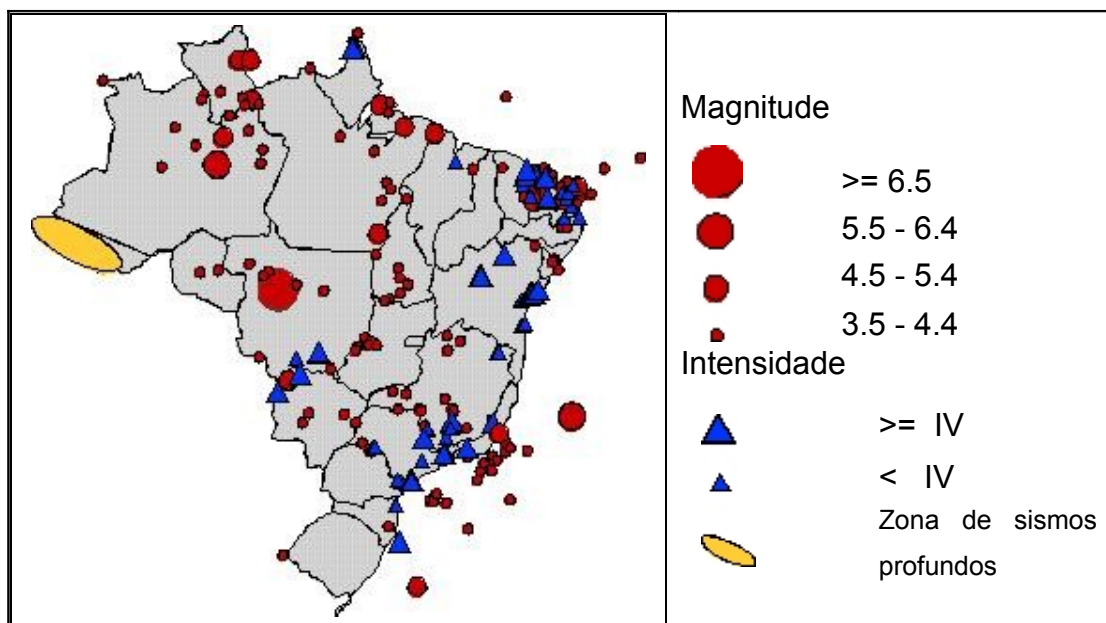 Magnitude
>= 6.5
5.5 - 6.4
4.5 - 5.4
3.5 - 4.4
Intensidade
>= IV
< IV
Zona de sismos
profundos